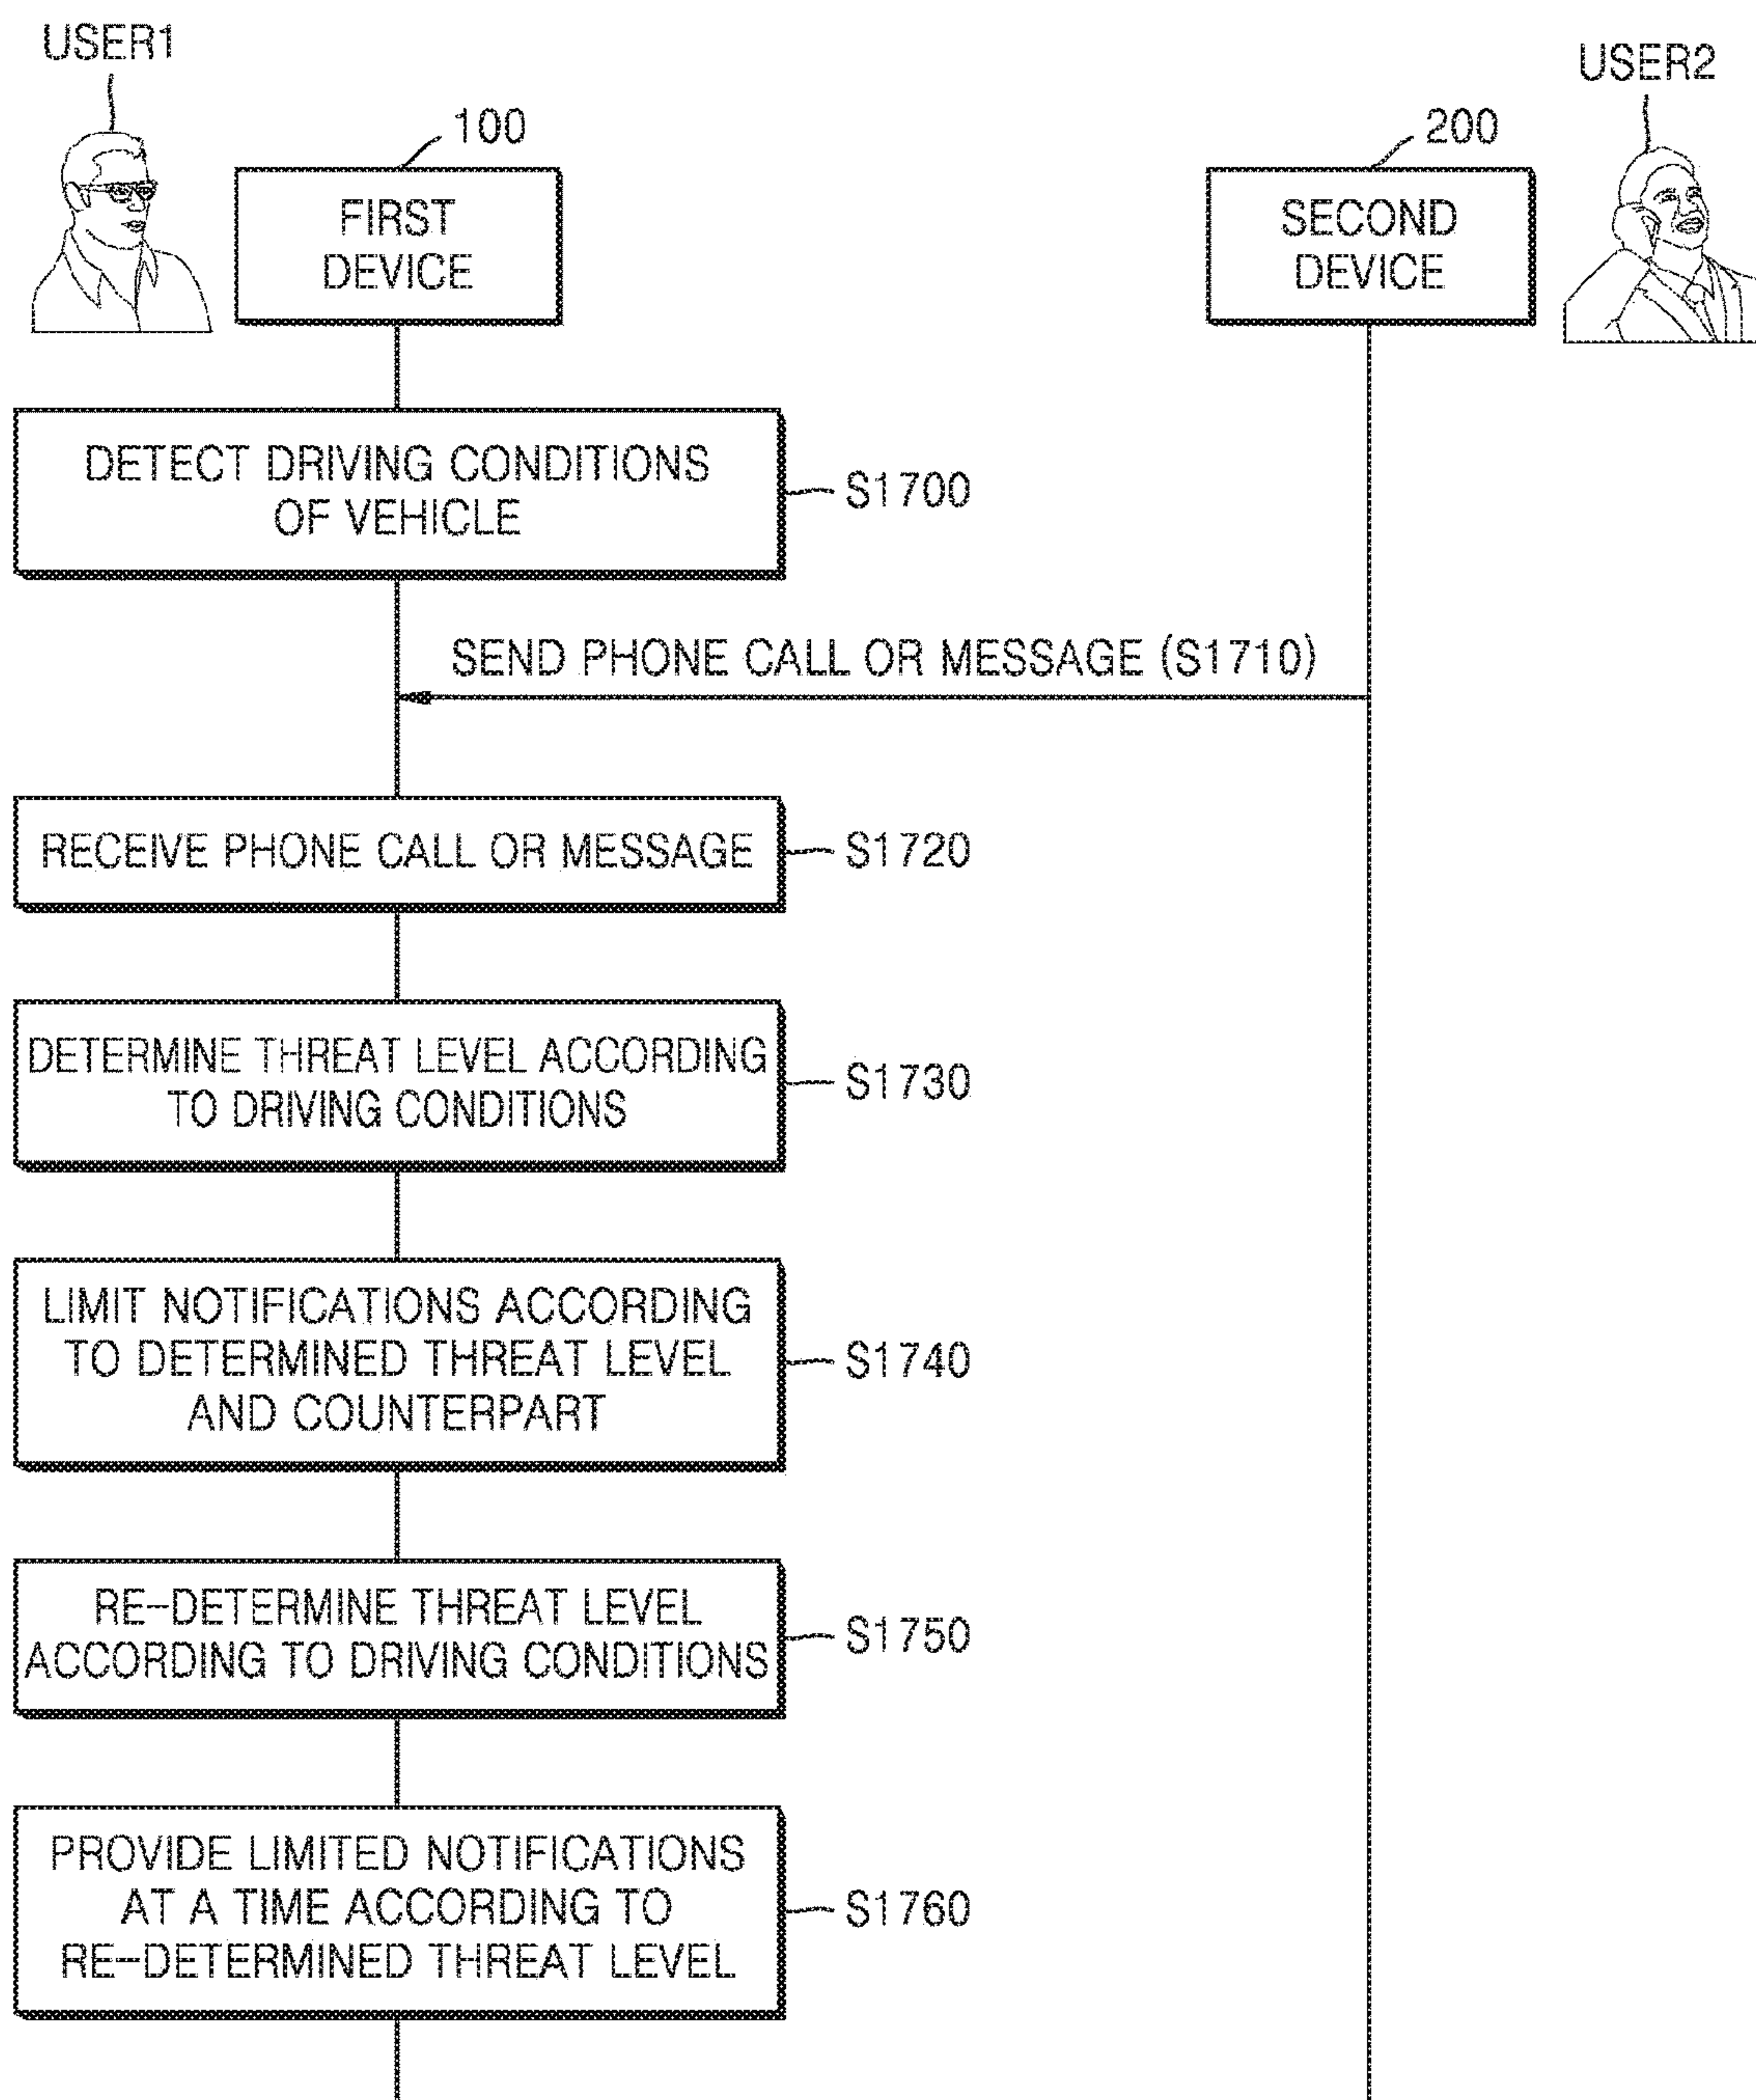 USER1
USER2
100
200
FIRST
DEVICE
SECOND
DEVICE
DETECT DRIVING CONDITIONS
OF VEHICLE
S1700
SEND PHONE CALL OR MESSAGE (S1710)
RECEIVE PHONE CALL OR MESSAGE
S1720
DETERMINE THREAT LEVEL ACCORDING
TO DRIVING CONDITIONS
S1730
LIMIT NOTIFICATIONS ACCORDING
TO DETERMINED THREAT LEVEL
AND COUNTERPART
S1740
RE-DETERMINE THREAT LEVEL
ACCORDING TO DRIVING CONDITIONS
S1750
PROVIDE LIMITED NOTIFICATIONS
AT A TIME ACCORDING TO
RE-DETERMINED THREAT LEVEL
S1760